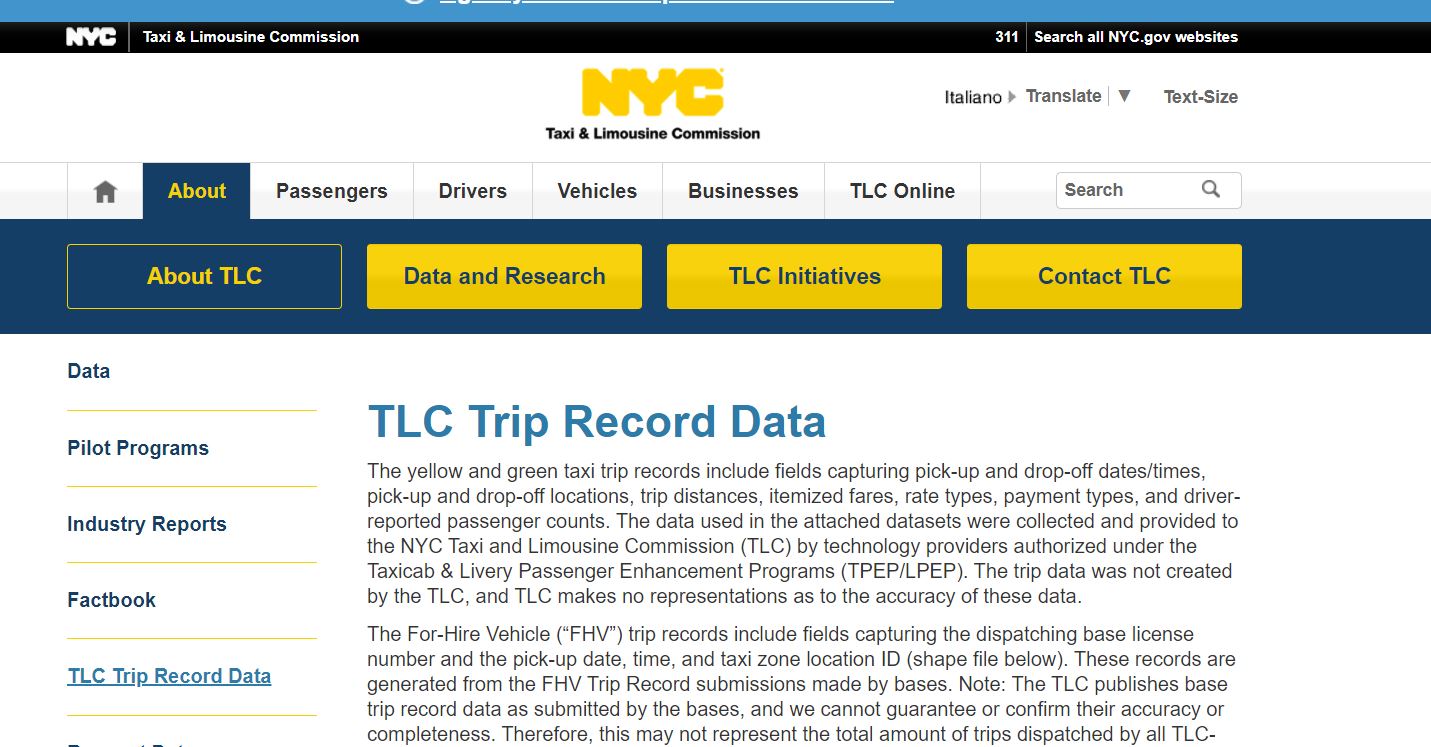 NYC Taxi & Limousine Commission 311 Search all NYC.gov websites
NYC
Taxi & Limousine Commission
Italiano Translate ▼ Text-Size
About Passengers Drivers Vehicles Businesses TLC Online Search
About TLC Data and Research TLC Initiatives Contact TLC
Data
Pilot Programs
Industry Reports
Factbook
TLC Trip Record Data
TLC Trip Record Data
The yellow and green taxi trip records include fields capturing pick-up and drop-off dates/times,
pick-up and drop-off locations, trip distances, itemized fares, rate types, payment types, and driver-
reported passenger counts. The data used in the attached datasets were collected and provided to
the NYC Taxi and Limousine Commission (TLC) by technology providers authorized under the
Taxicab & Livery Passenger Enhancement Programs (TPEP/LPEP). The trip data was not created
by the TLC, and TLC makes no representations as to the accuracy of these data.
The For-Hire Vehicle (“FHV”) trip records include fields capturing the dispatching base license
number and the pick-up date, time, and taxi zone location ID (shape file below). These records are
generated from the FHV Trip Record submissions made by bases. Note: The TLC publishes base
trip record data as submitted by the bases, and we cannot guarantee or confirm their accuracy or
completeness. Therefore, this may not represent the total amount of trips dispatched by all TLC-